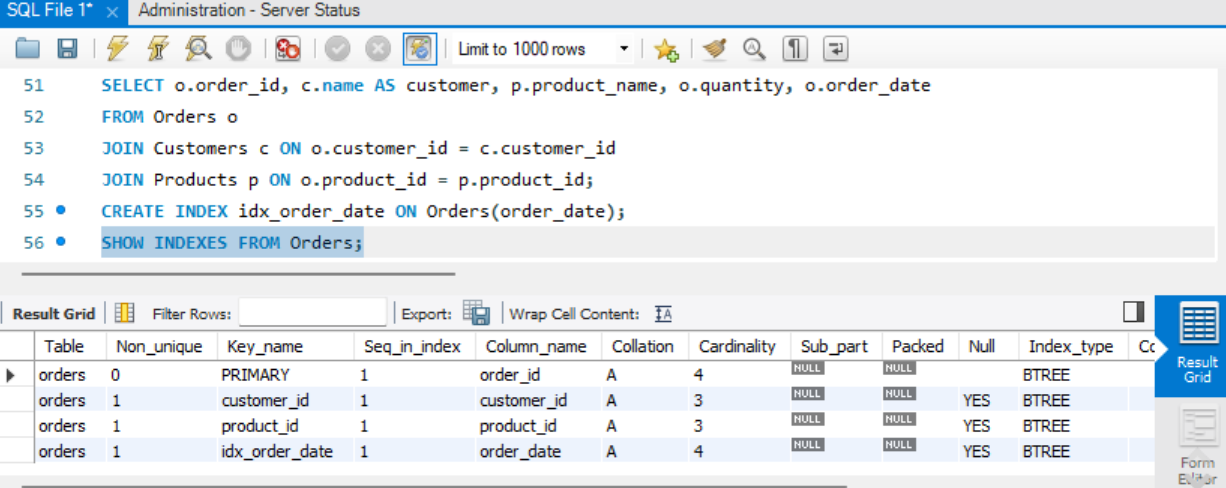 SQL File 1* × Administration - Server Status
Limit to 1000 rows
51 SELECT o.order_id, c.name AS customer, p.product_name, o.quantity, o.order_date
52 FROM Orders o
53 JOIN Customers c ON o.customer_id = c.customer_id
54 JOIN Products p ON o.product_id = p.product_id;
55 CREATE INDEX idx_order_date ON Orders(order_date);
56 SHOW INDEXES FROM Orders;
Result Grid Filter Rows: Export: Wrap Cell Content: IA
Table Non_unique Key_name Seq_in_index Column_name Collation Cardinality Sub_part Packed Null Index_type Co
orders 0 PRIMARY 1 order_id A 4 NULL NULL BTREE
orders 1 customer_id 1 customer_id A 3 NULL NULL YES BTREE
orders 1 product_id 1 product_id A 3 NULL NULL YES BTREE
orders 1 idx_order_date 1 order_date A 4 NULL NULL YES BTREE
Result
Grid
Form
Editor